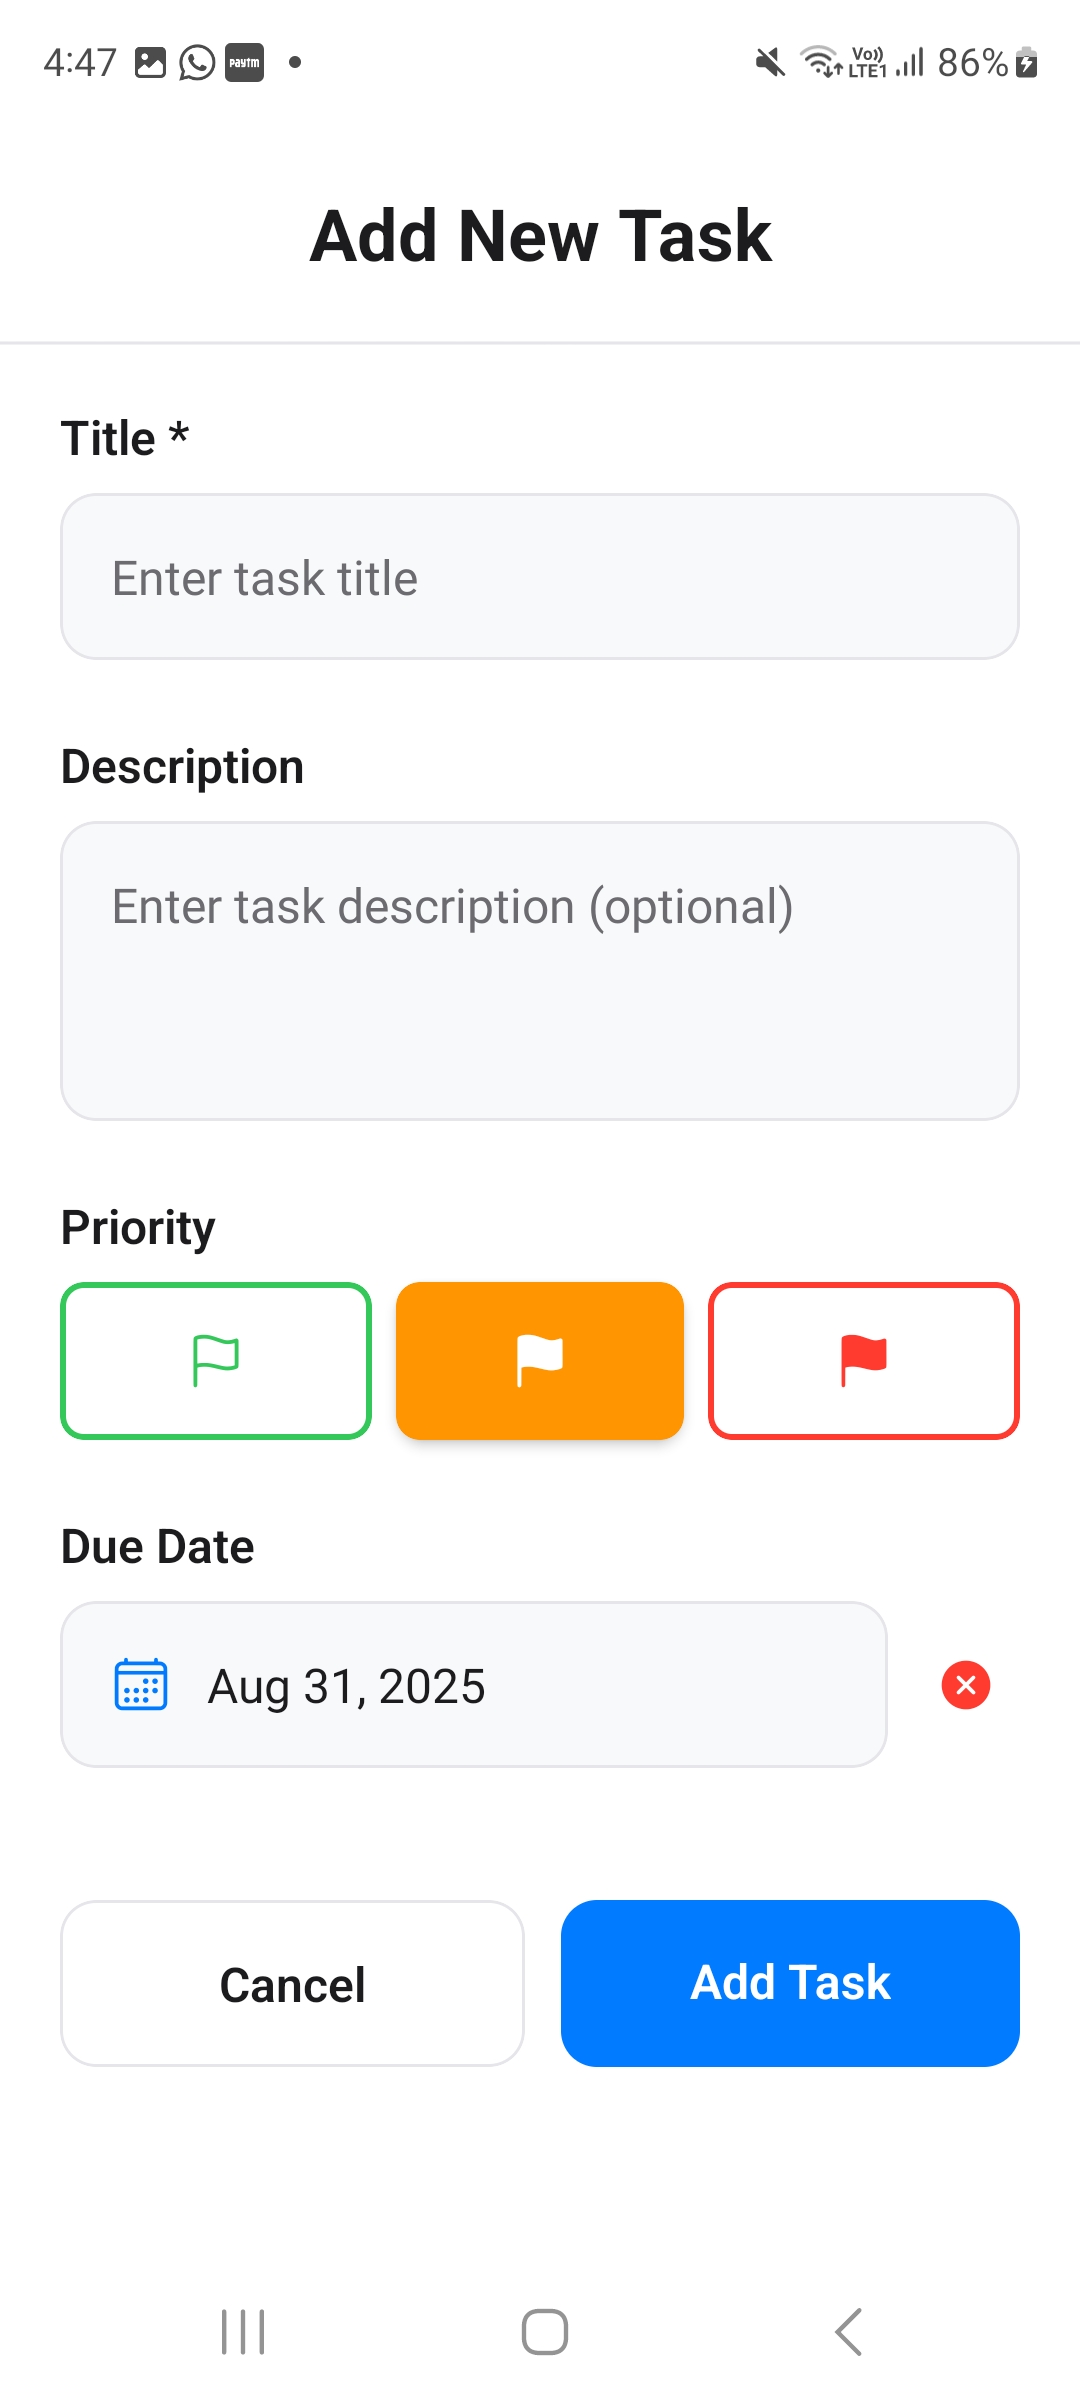 4:47 paytm Vo)) LTE1 86%
Add New Task
Title *
Enter task title
Description
Enter task description (optional)
Priority
Due Date
Aug 31, 2025
Cancel Add Task